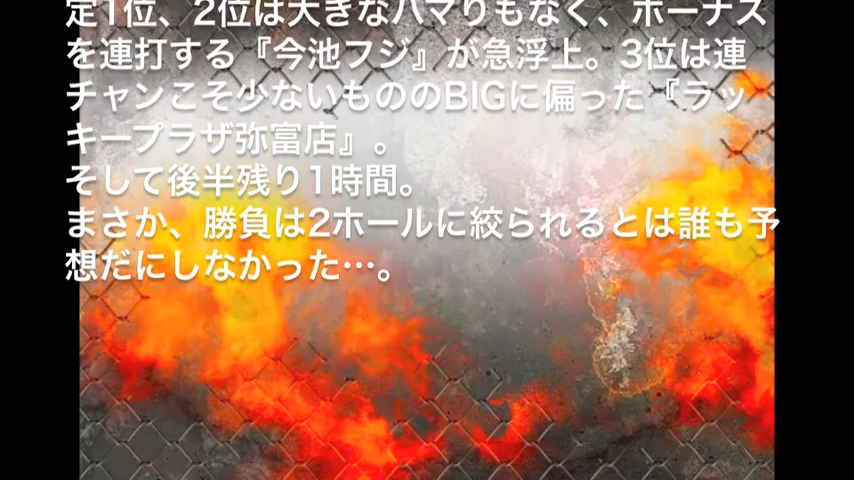 定1位、2位は大きなハマりもなく、ボーナス
を連打する『今池フジ』が急浮上。3位は連
チャンこそ少ないもののBIGに偏った『ラッ
キープラザ弥富店』。
そして後半残り1時間。
まさか、勝負は2ホールに絞られるとは誰も予
想だにしなかった…。